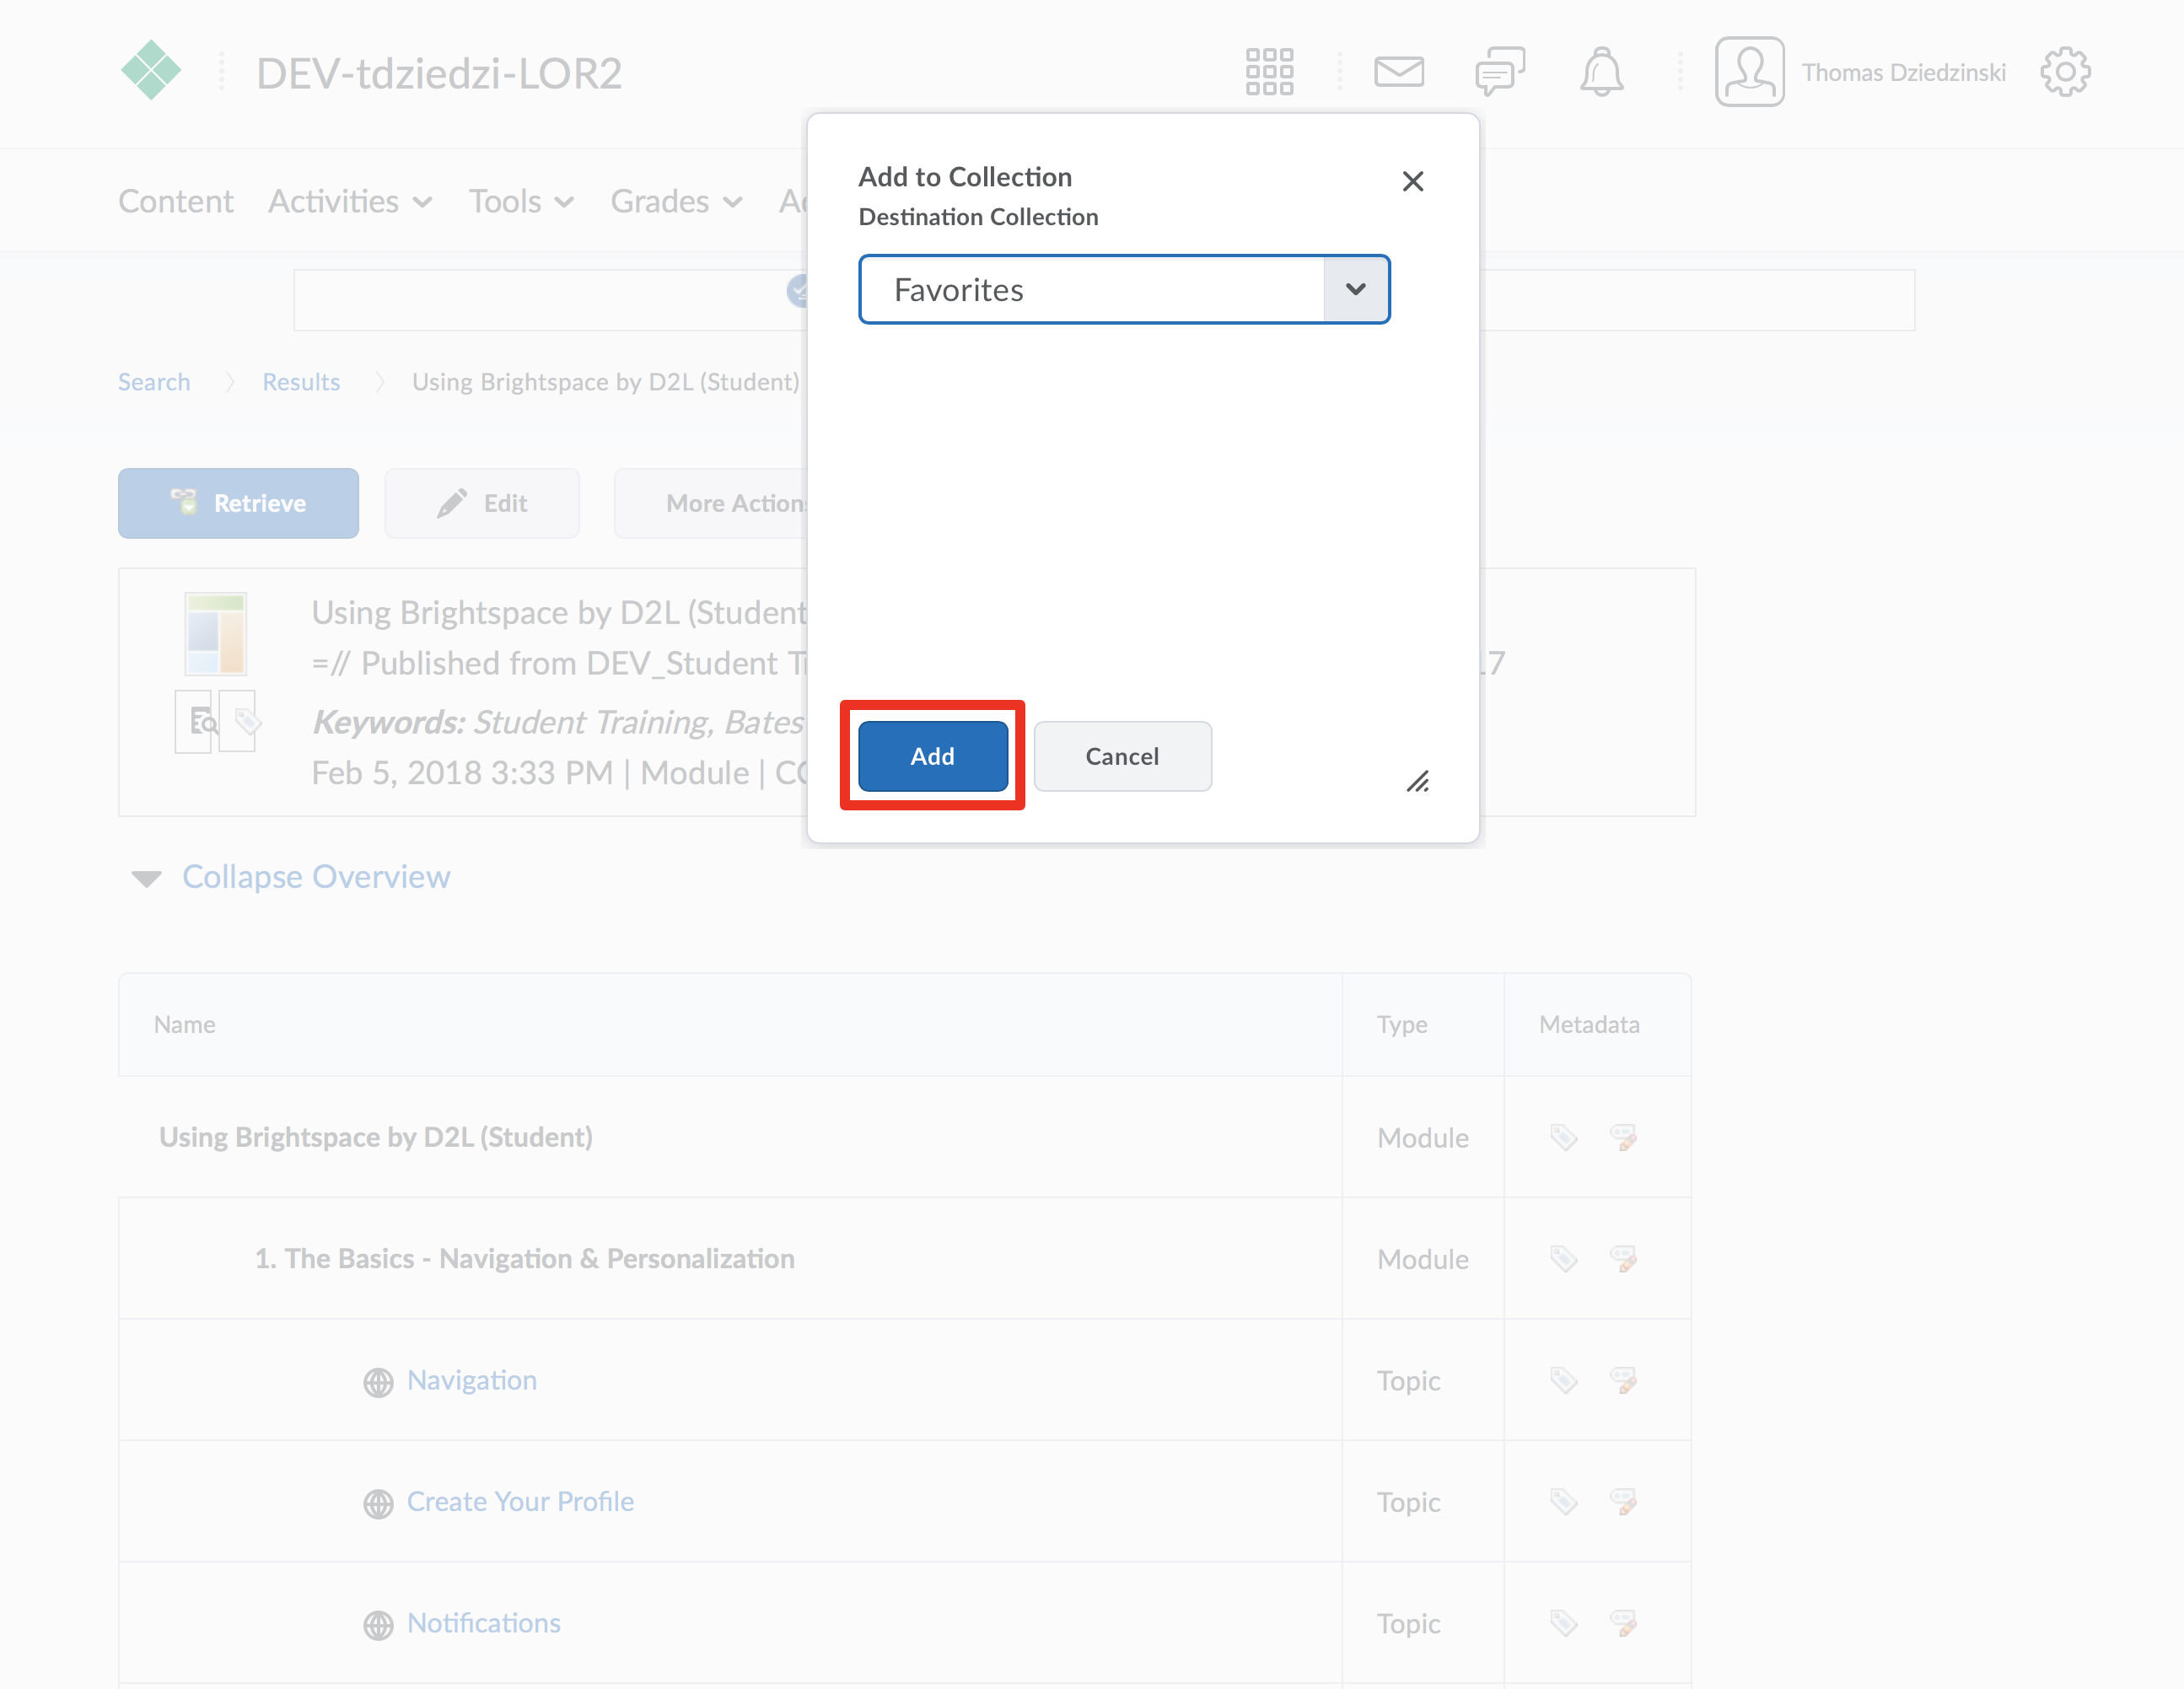 DEV-tdziedzi-LOR2
Thomas Dziedzinski
Content Activities Tools Grades
Add to Collection
Destination Collection
Favorites
Search Results Using Brightspace by D2L (Student)
Retrieve Edit More Action
Using Brightspace by D2L (Student
=// Published from DEV_Student
Keywords: Student Training, Bates
Feb 5, 2018 3:33 PM | Module |
Add Cancel
Collapse Overview
Name Type Metadata
Using Brightspace by D2L (Student) Module
1. The Basics - Navigation & Personalization Module
Navigation Topic
Create Your Profile Topic
Notifications Topic